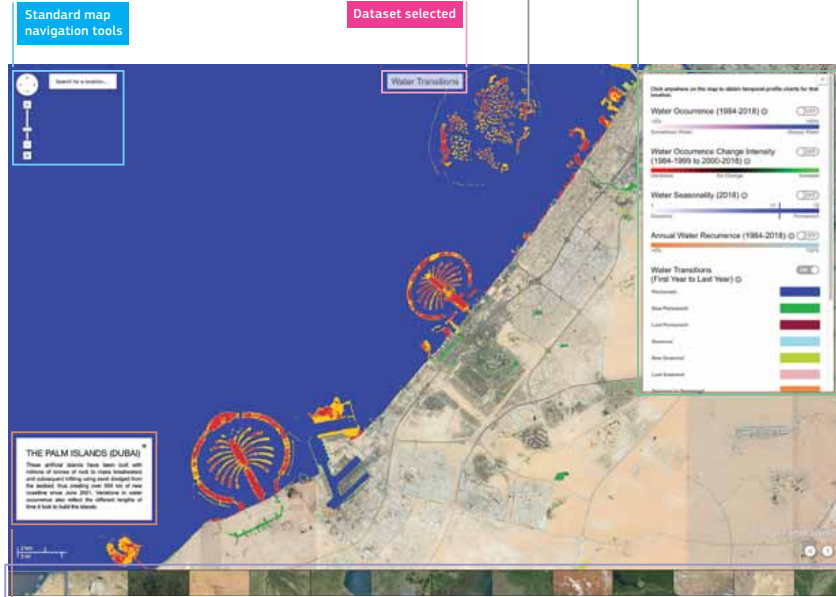 Standard map
navigation tools
Dataset selected
Search for a location...
Water Transitions
Click anywhere on the map to obtain temporal profile charts for that
location.
Water Occurrence (1984-2018)
OFF
Sometimes Water
Always Water
Water Occurrence Change Intensity
(1984-1999 to 2000-2018)
OFF
Decrease
No Change
Increase
Water Seasonality (2018)
OFF
Seasonal
Permanent
Annual Water Recurrence (1984-2018)
OFF
Water Transitions
(First Year to Last Year)
ON
Permanent
New Permanent
Lost Permanent
Seasonal
New Seasonal
Lost Seasonal
Seasonal to Permanent
THE PALM ISLANDS (DUBAI)
These artificial islands have been built with
millions of tonnes of rock to make breakwaters
and subsequent infilling using sand dredged from
the seabed, thus creating over 500 km of new
coastline since June 2001. Variations in water
occurrence also reflect the different lengths of
time it took to build the islands.